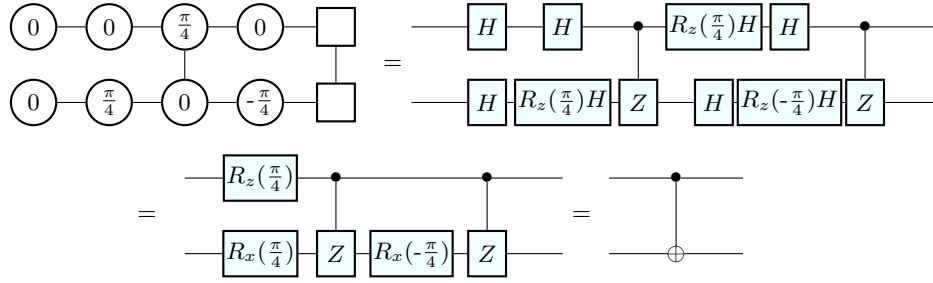 0 0 π/4 0 = H H R_z(π/4)H H
0 π/4 0 -π/4 H R_z(π/4)H Z H R_z(-π/4)H Z
= R_z(π/4) =
R_x(π/4) Z R_x(-π/4) Z